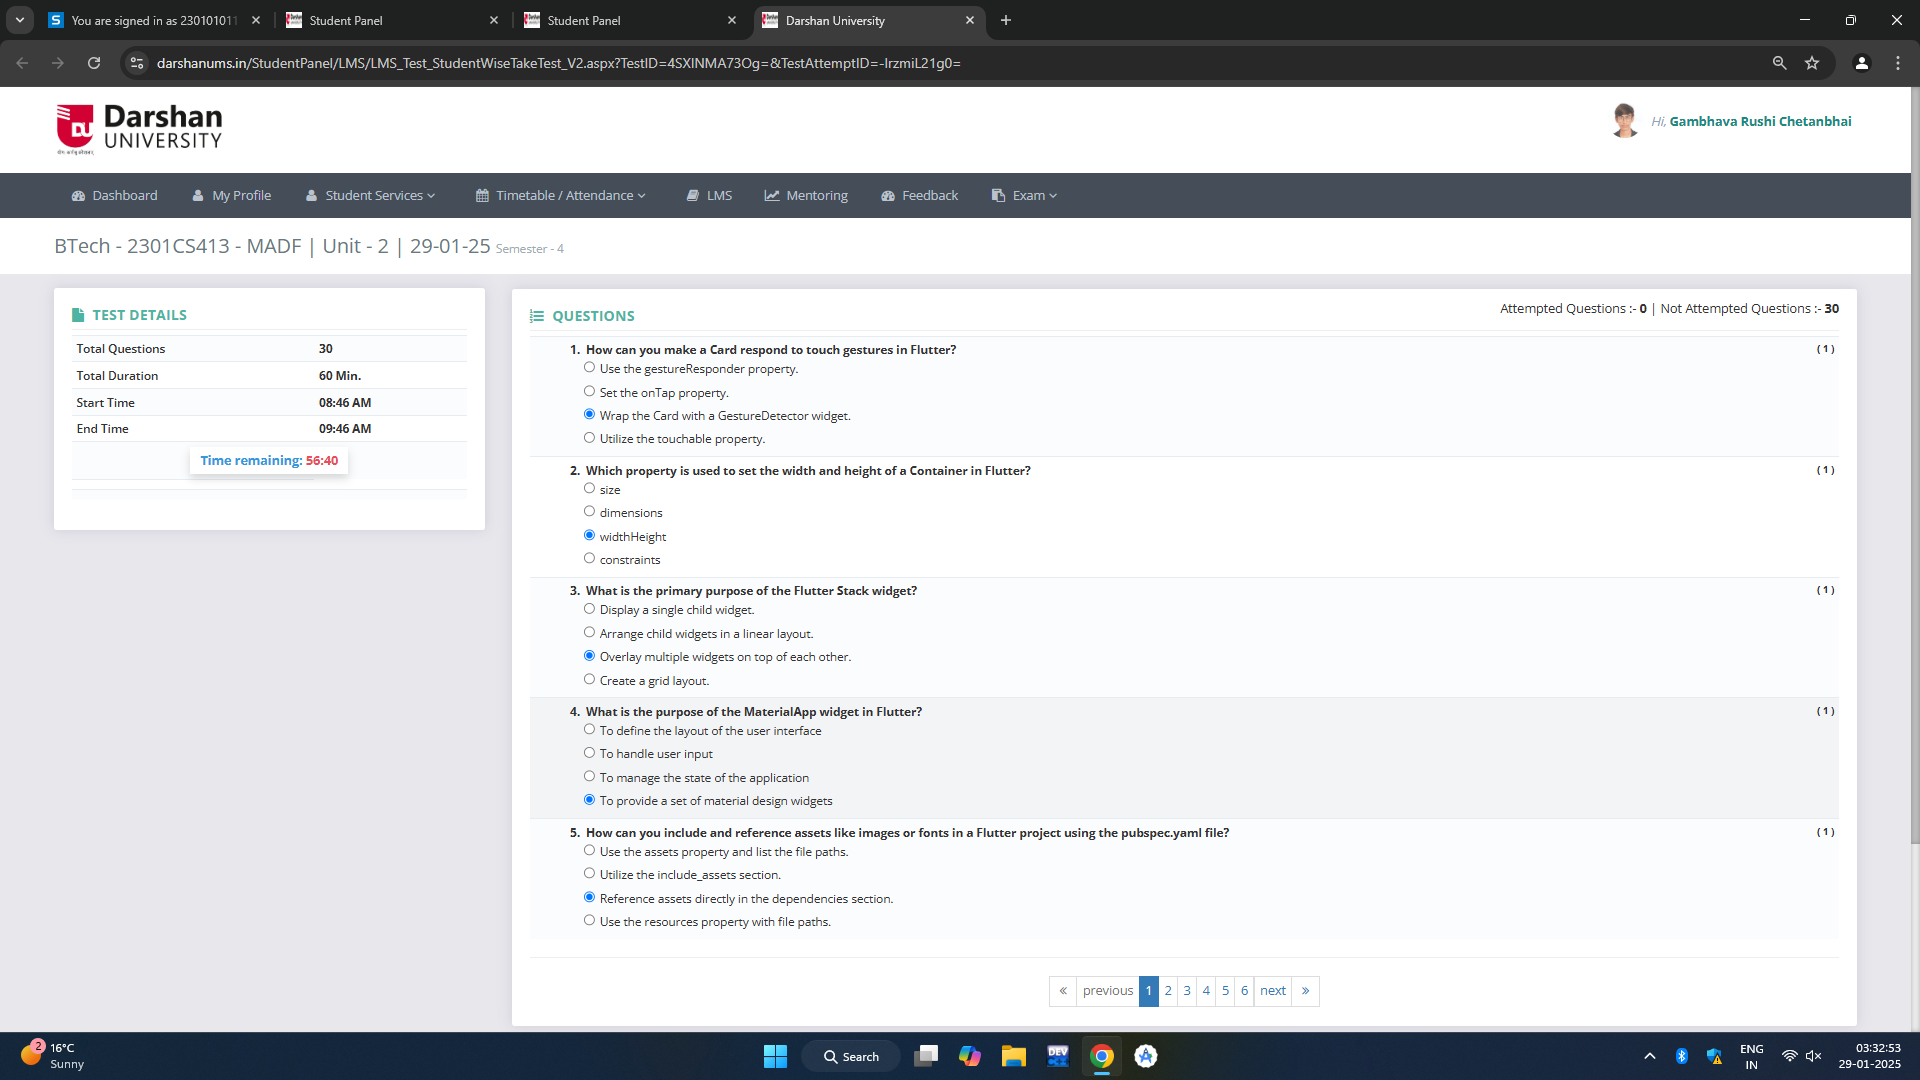 You are signed in as 230101011
Student Panel
Student Panel
Darshan University
darshanums.in/StudentPanel/LMS/LMS_Test_StudentWiseTakeTest_V2.aspx?TestID=4SXINMA73Og=&TestAttemptID=-IrzmiL21g0=
Darshan
UNIVERSITY
Hi, Gambhava Rushi Chetanbhai
Dashboard
My Profile
Student Services
Timetable / Attendance
LMS
Mentoring
Feedback
Exam
BTech - 2301CS413 - MADF | Unit - 2 | 29-01-25 Semester - 4
TEST DETAILS
Total Questions 30
Total Duration 60 Min.
Start Time 08:46 AM
End Time 09:46 AM
Time remaining: 56:40
QUESTIONS
Attempted Questions :- 0 | Not Attempted Questions :- 30
1. How can you make a Card respond to touch gestures in Flutter? ( 1 )
Use the gestureResponder property.
Set the onTap property.
Wrap the Card with a GestureDetector widget.
Utilize the touchable property.
2. Which property is used to set the width and height of a Container in Flutter? ( 1 )
size
dimensions
widthHeight
constraints
3. What is the primary purpose of the Flutter Stack widget? ( 1 )
Display a single child widget.
Arrange child widgets in a linear layout.
Overlay multiple widgets on top of each other.
Create a grid layout.
4. What is the purpose of the MaterialApp widget in Flutter? ( 1 )
To define the layout of the user interface
To handle user input
To manage the state of the application
To provide a set of material design widgets
5. How can you include and reference assets like images or fonts in a Flutter project using the pubspec.yaml file? ( 1 )
Use the assets property and list the file paths.
Utilize the include_assets section.
Reference assets directly in the dependencies section.
Use the resources property with file paths.
« previous 1 2 3 4 5 6 next »
2
16°C
Sunny
Search
DEV
ENG
IN
03:32:53
29-01-2025